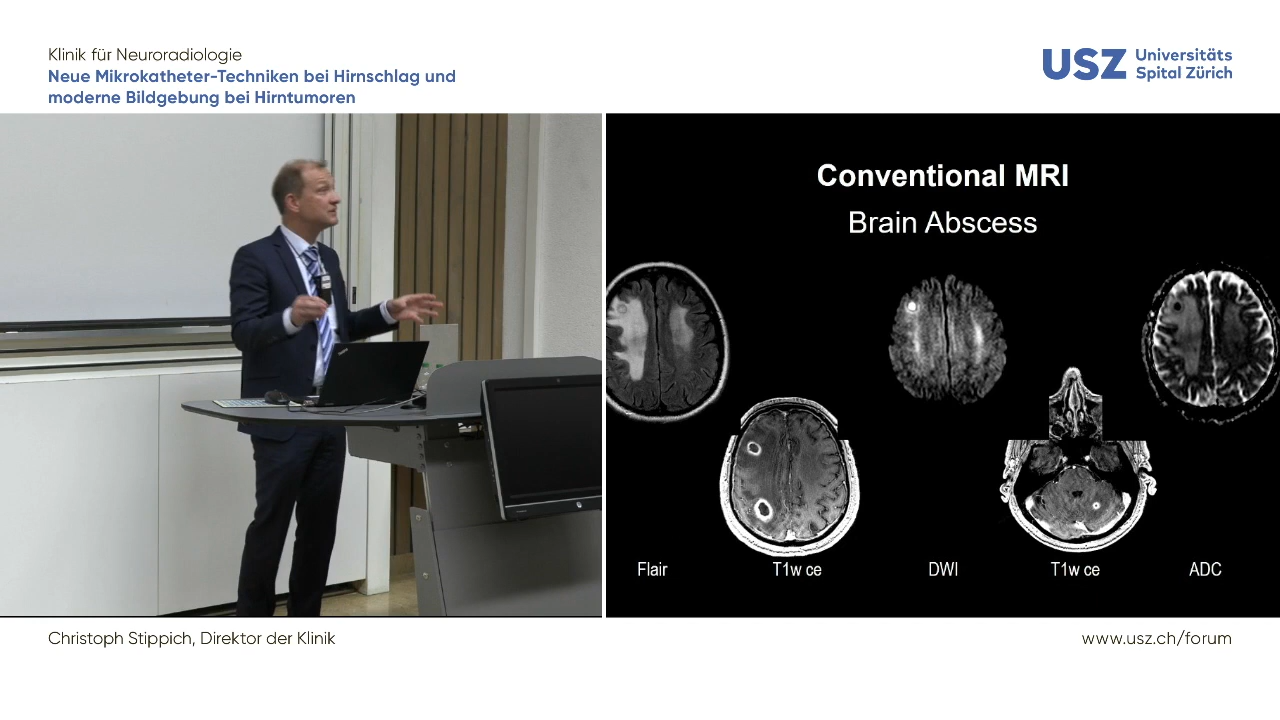 Klinik für Neuroradiologie
Neue Mikrokatheter-Techniken bei Hirnschlag und
moderne Bildgebung bei Hirntumoren
USZ Universitäts
Spital Zürich
Conventional MRI
Brain Abscess
Flair
T1w ce
DWI
T1w ce
ADC
Christoph Stippich, Direktor der Klinik
www.usz.ch/forum